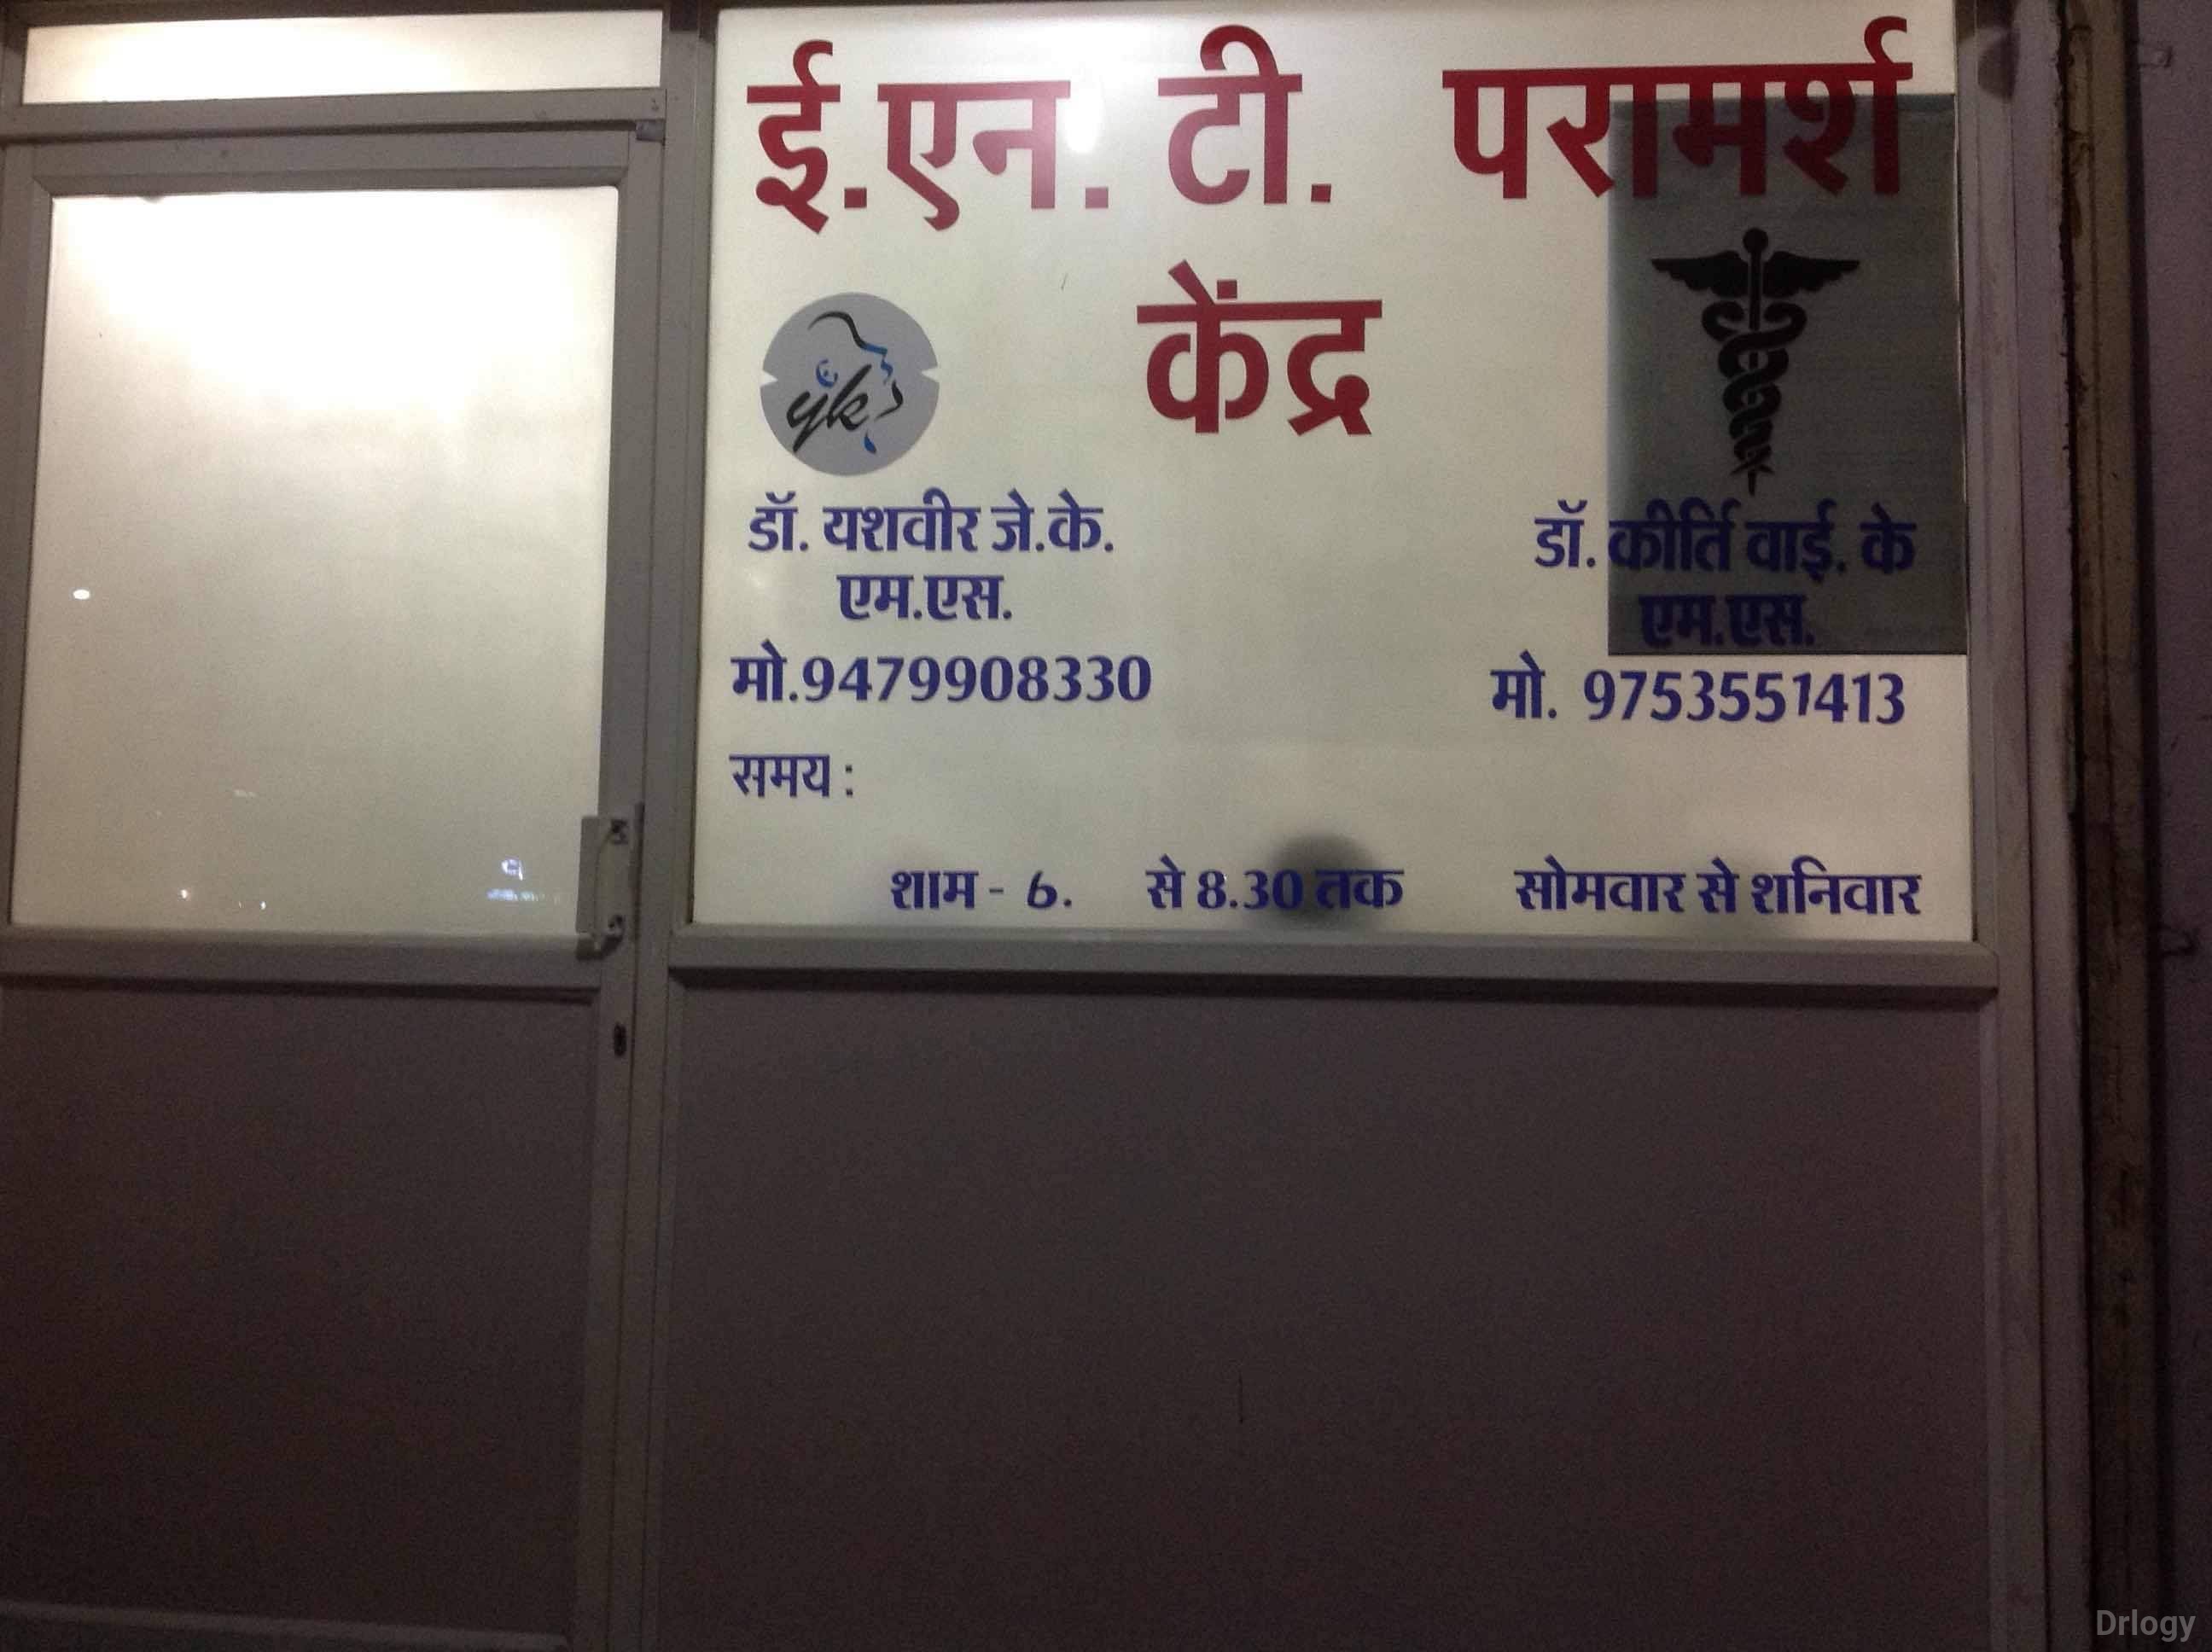 ई.एन. टी. परामर्श
केंद्र
yk
डॉ. यशवीर जे.के.
एम.एस.
मो.9479908330
डॉ. कीर्ति वाई. के
एम.एस.
मो. 9753551413
समय :
शाम - 6. से 8.30 तक सोमवार से शनिवार
Drlogy